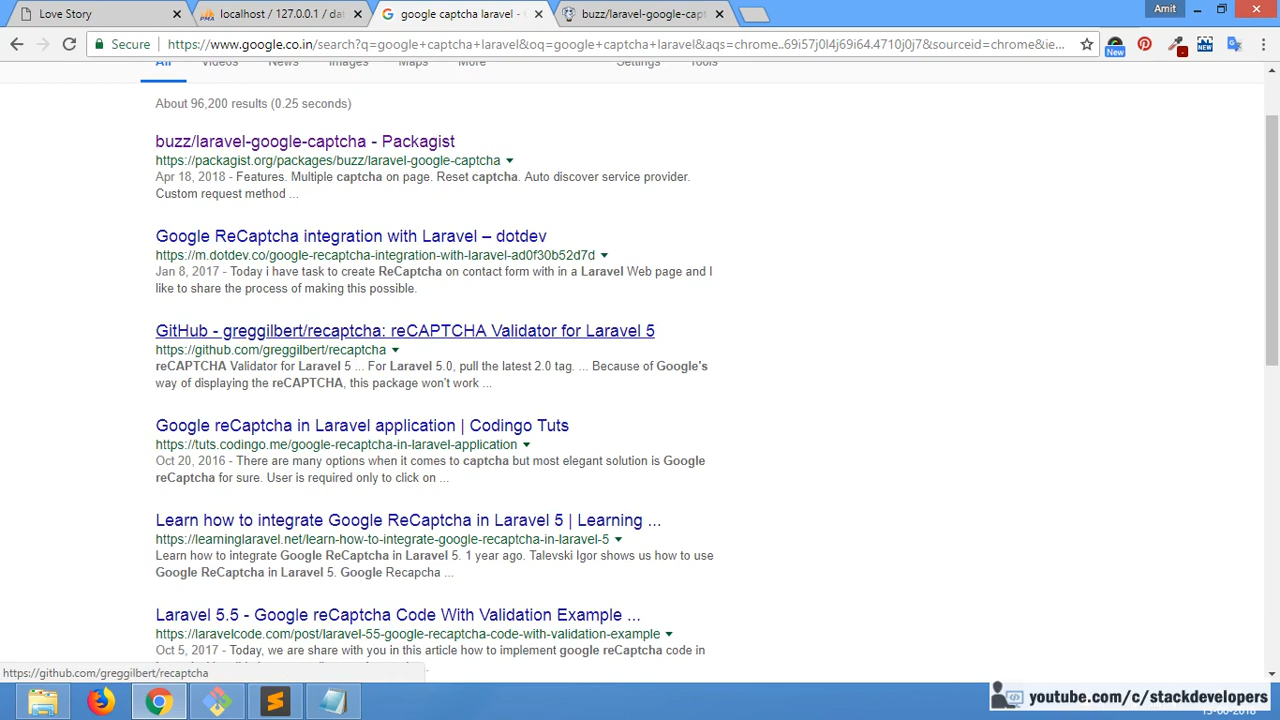 Love Story
localhost / 127.0.0.1 / dat
google captcha laravel -
buzz/laravel-google-capt
Amit
Secure
https://www.google.co.in/search?q=google+captcha+laravel&oq=google+captcha+laravel&aqs=chrome..69i57j0l4j69i64.4710j0j7&sourceid=chrome&ie...
New
NEW
All Videos News Images Maps More Settings Tools
About 96,200 results (0.25 seconds)
buzz/laravel-google-captcha - Packagist
https://packagist.org/packages/buzz/laravel-google-captcha
Apr 18, 2018 - Features. Multiple captcha on page. Reset captcha. Auto discover service provider.
Custom request method ...
Google ReCaptcha integration with Laravel – dotdev
https://m.dotdev.co/google-recaptcha-integration-with-laravel-ad0f30b52d7d
Jan 8, 2017 - Today i have task to create ReCaptcha on contact form with in a Laravel Web page and I
like to share the process of making this possible.
GitHub - greggilbert/recaptcha: reCAPTCHA Validator for Laravel 5
https://github.com/greggilbert/recaptcha
reCAPTCHA Validator for Laravel 5 ... For Laravel 5.0, pull the latest 2.0 tag. ... Because of Google's
way of displaying the reCAPTCHA, this package won't work ...
Google reCaptcha in Laravel application | Codingo Tuts
https://tuts.codingo.me/google-recaptcha-in-laravel-application
Oct 20, 2016 - There are many options when it comes to captcha but most elegant solution is Google
reCaptcha for sure. User is required only to click on ...
Learn how to integrate Google ReCaptcha in Laravel 5 | Learning ...
https://learninglaravel.net/learn-how-to-integrate-google-recaptcha-in-laravel-5
Learn how to integrate Google ReCaptcha in Laravel 5. 1 year ago. Talevski Igor shows us how to use
Google ReCaptcha in Laravel 5. Google Recapcha ...
Laravel 5.5 - Google reCaptcha Code With Validation Example ...
https://laravelcode.com/post/laravel-55-google-recaptcha-code-with-validation-example
Oct 5, 2017 - Today, we are share with you in this article how to implement google reCaptcha code in
https://github.com/greggilbert/recaptcha
youtube.com/c/stackdevelopers